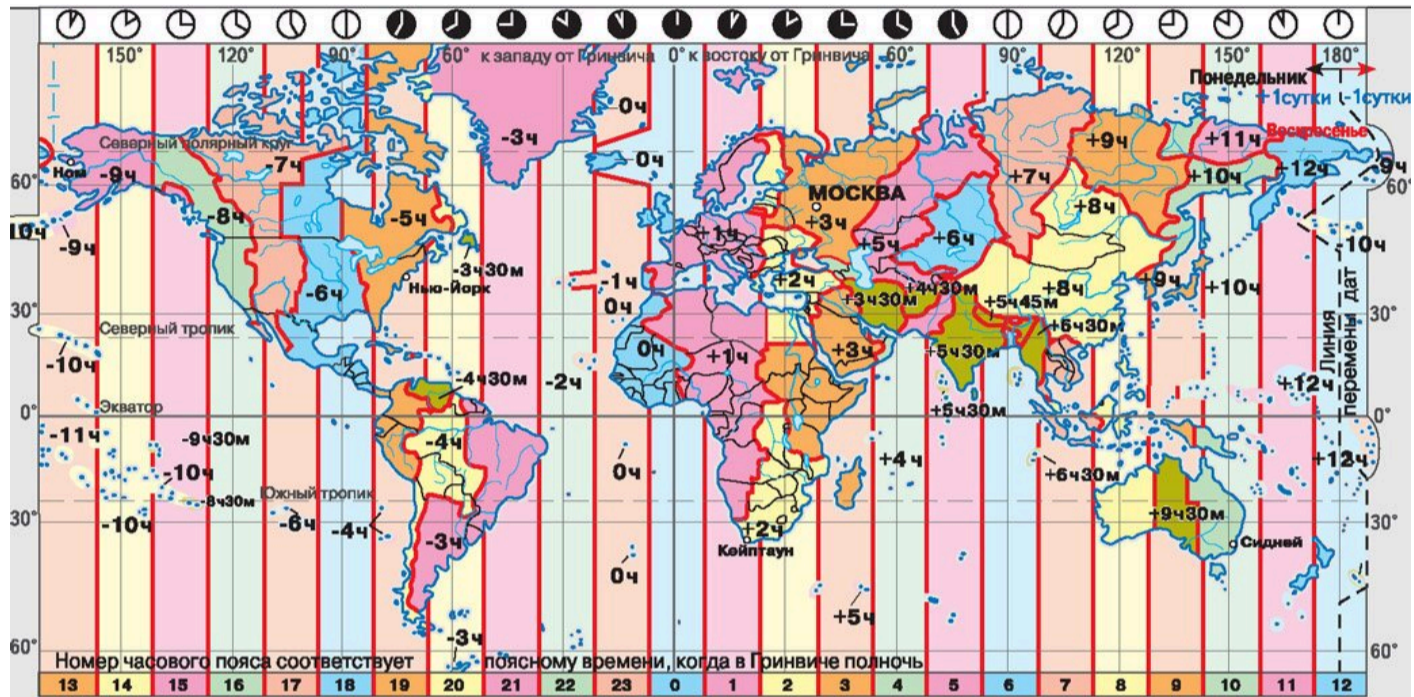 150° 120° 90° 60° к западу от Гринвича 0° к востоку от Гринвича 60° 90° 120° 150° 180°
Понедельник
+1сутки -1сутки
Воскресенье
Северный полярный круг
Ном
-9ч
-7ч
-8ч
-5ч
-3ч
0ч
0ч
МОСКВА
+3ч
+1ч
+5ч
+6ч
+7ч
+9ч
+8ч
+11ч
+10ч
+12ч
-9ч
60° 60°
10ч
-9ч
-10ч
-3ч30м
Нью-Йорк
-6ч
-1ч
0ч
+2ч
+3ч30м
+4ч30м
+5ч45м
+8ч
+9ч
+10ч
30° 30°
Северный тропик
-10ч
0ч
+1ч
+3ч
+5ч30м
+6ч30м
-4ч30м
-2ч
+12ч
Линия перемены дат
+5ч30м
0° Экватор 0°
-11ч
-9ч30м
-10ч
-8ч30м
-4ч
0ч
+4ч
+6ч30м
+12ч
Южный тропик
-10ч
-6ч
-4ч
-3ч
+2ч
Кейптаун
+9ч30м
Сидней
30° 30°
0ч
+5ч
-3ч
60° 60°
Номер часового пояса соответствует поясному времени, когда в Гринвиче полночь
13 14 15 16 17 18 19 20 21 22 23 0 1 2 3 4 5 6 7 8 9 10 11 12